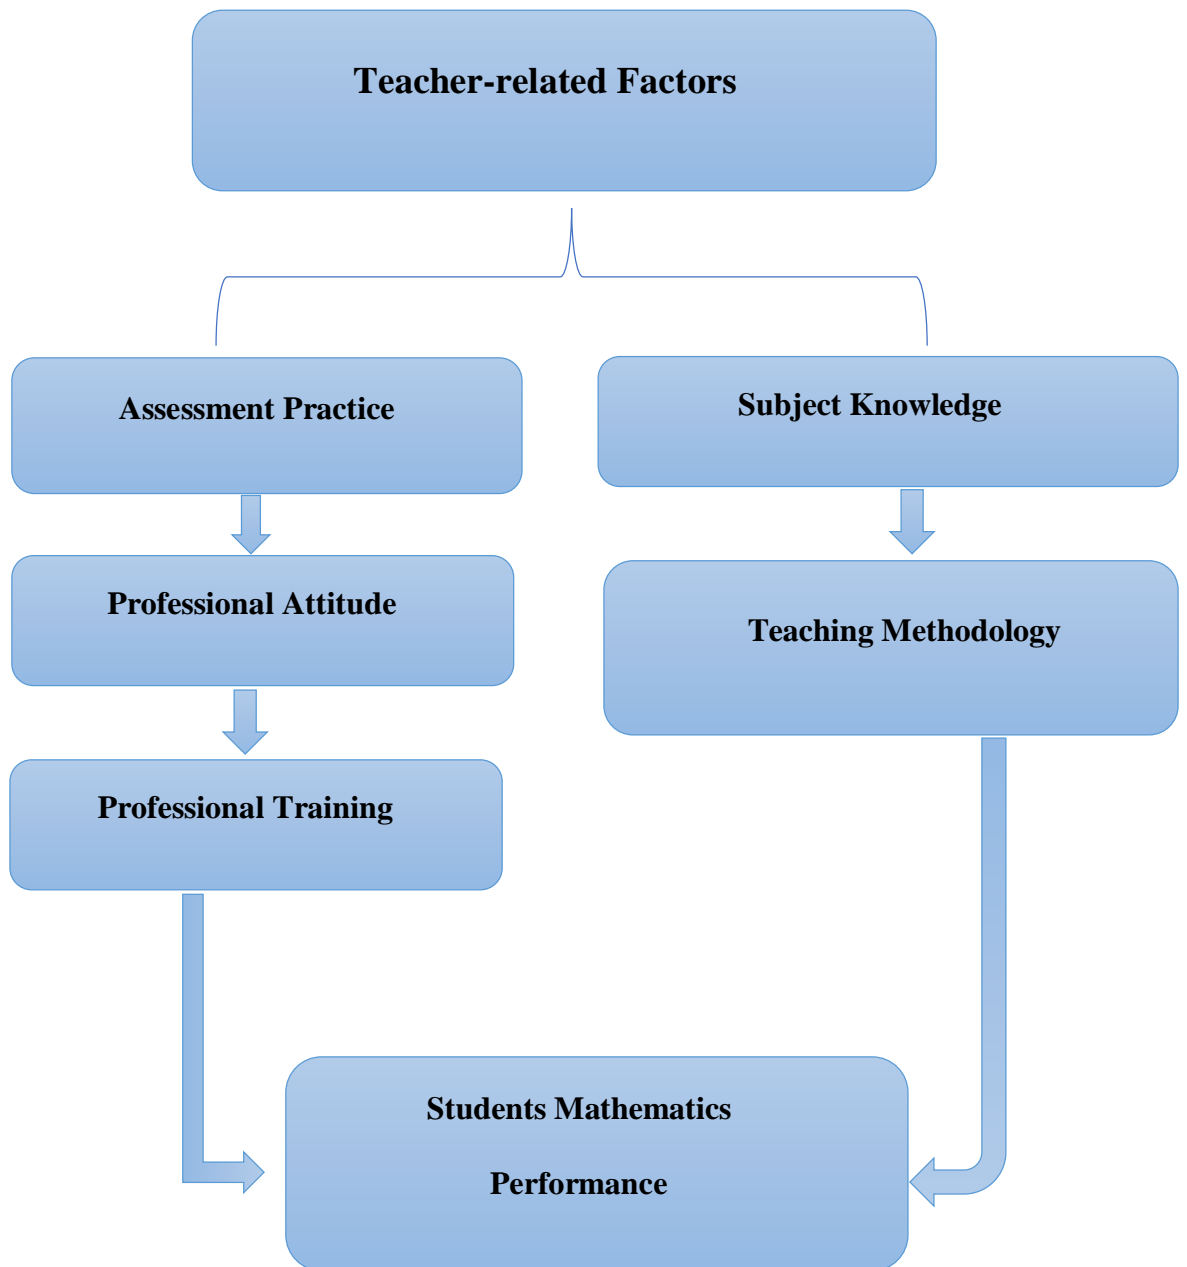 Teacher-related Factors
Assessment Practice
Subject Knowledge
Professional Attitude
Teaching Methodology
Professional Training
Students Mathematics
Performance